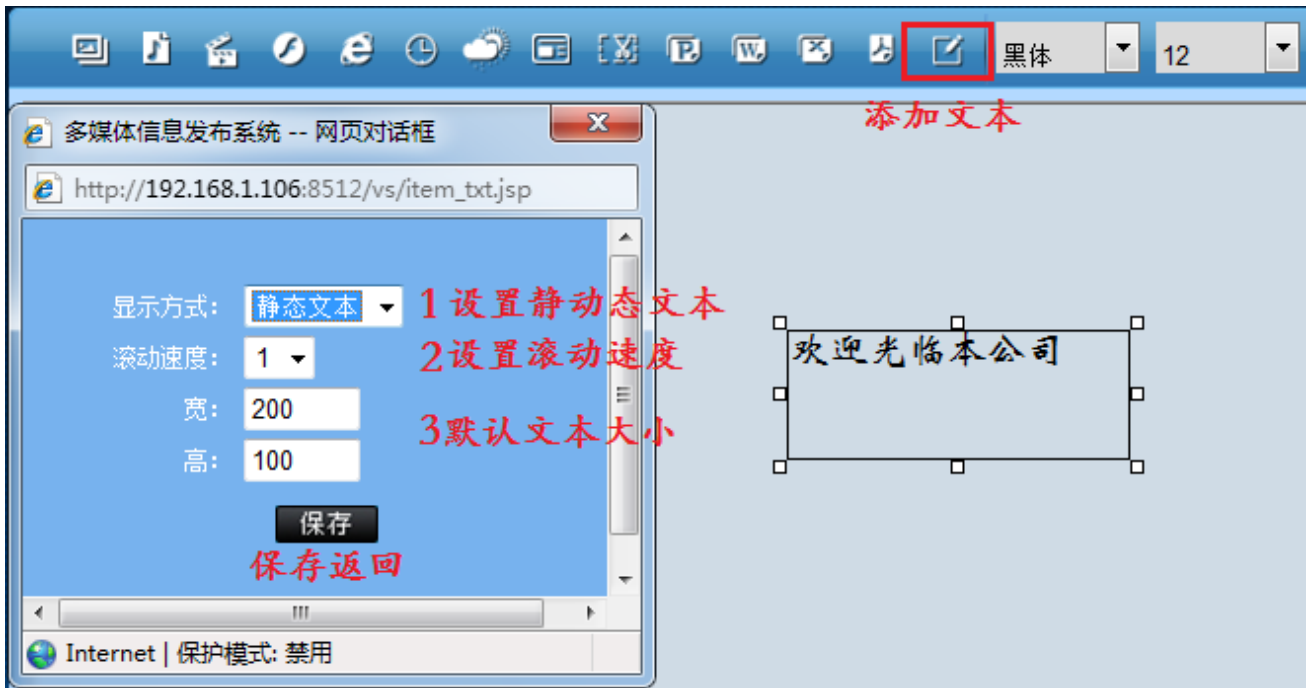 黑体 12
添加文本
多媒体信息发布系统 -- 网页对话框
http://192.168.1.106:8512/vs/item_txt.jsp
显示方式: 静态文本 1设置静动态文本
滚动速度: 1 2设置滚动速度
宽: 200
3默认文本大小
高: 100
保存
保存返回
Internet | 保护模式: 禁用
欢迎光临本公司